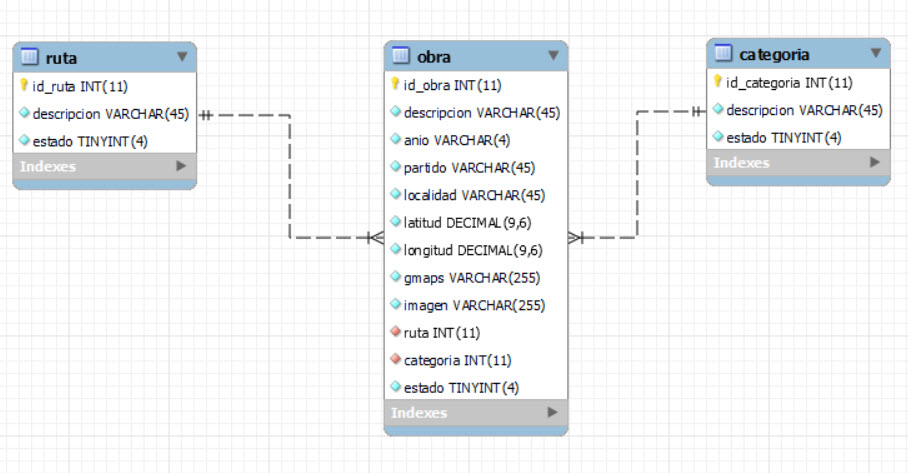 ruta
id_ruta INT(11)
descripcion VARCHAR(45)
estado TINYINT(4)
Indexes
obra
id_obra INT(11)
descripcion VARCHAR(45)
anio VARCHAR(4)
partido VARCHAR(45)
localidad VARCHAR(45)
latitud DECIMAL(9,6)
longitud DECIMAL(9,6)
gmaps VARCHAR(255)
imagen VARCHAR(255)
ruta INT(11)
categoria INT(11)
estado TINYINT(4)
Indexes
categoria
id_categoria INT(11)
descripcion VARCHAR(45)
estado TINYINT(4)
Indexes